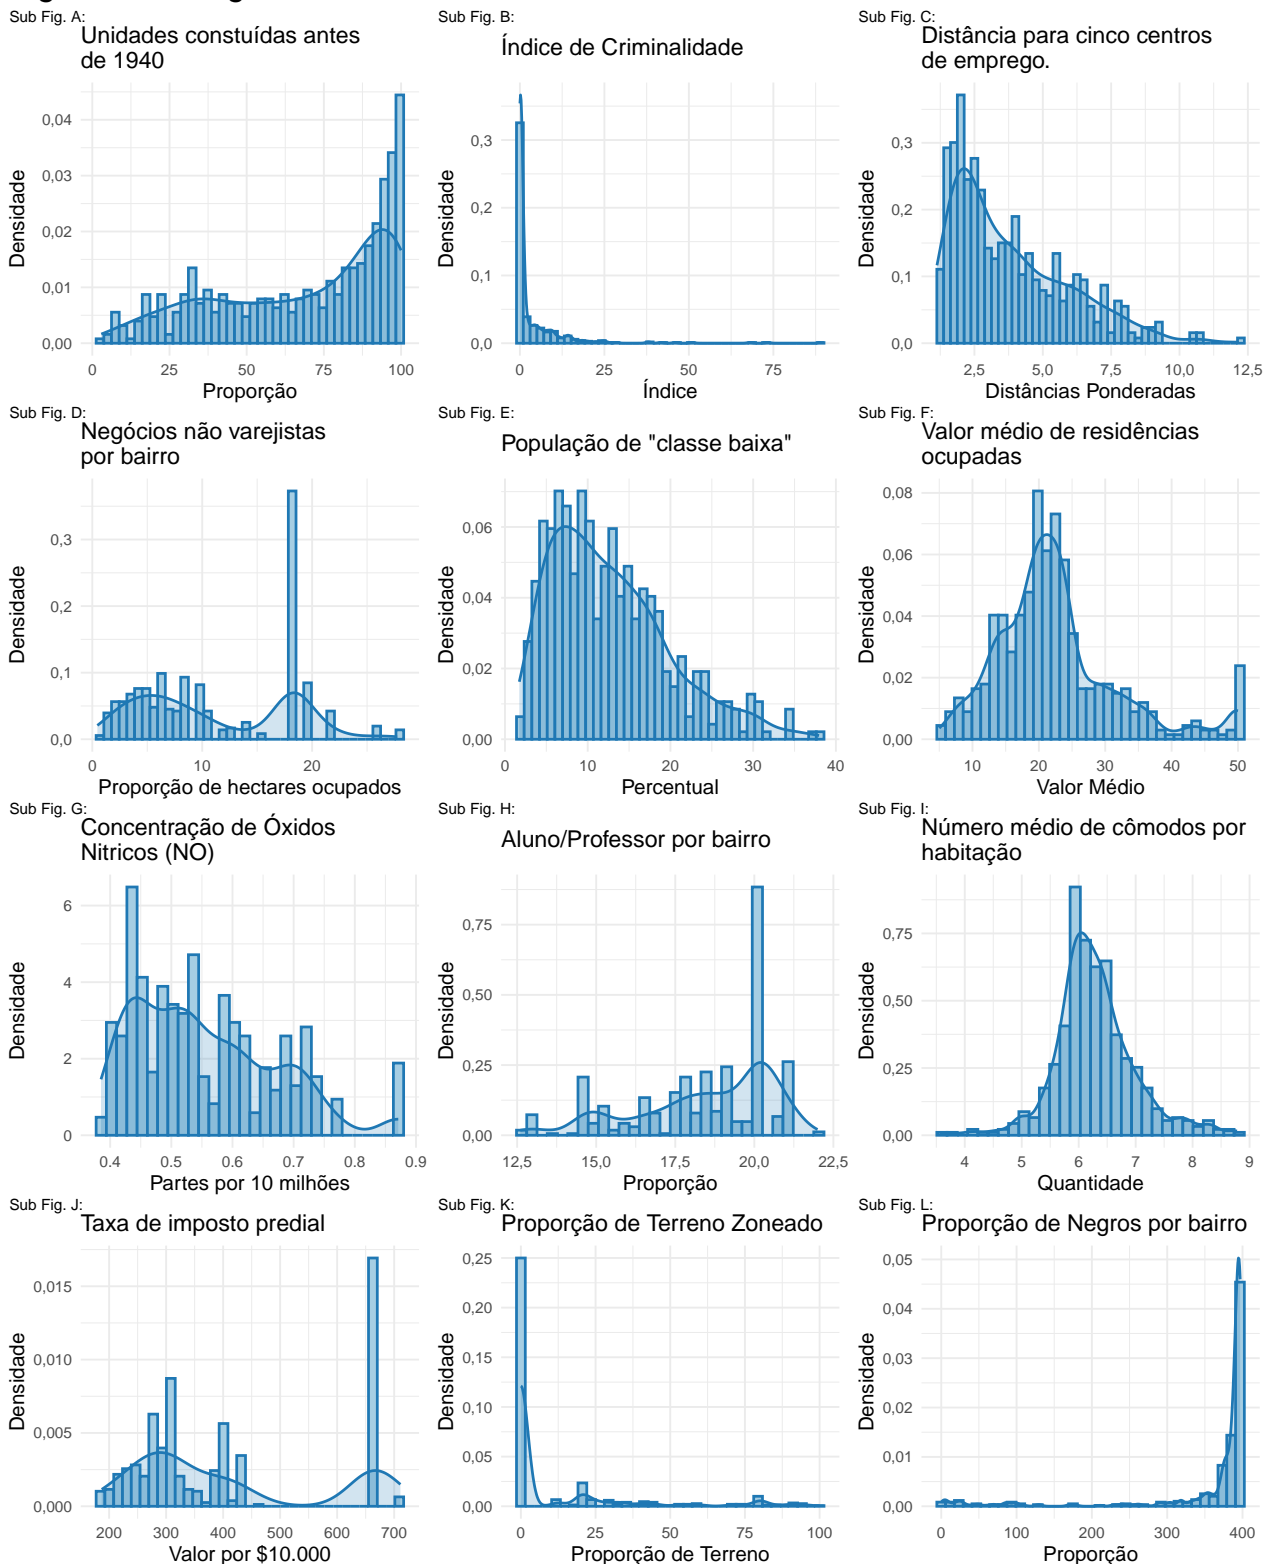 Sub Fig. A:
Unidades constuídas antes
de 1940
0,04
0,03
0,02
0,01
0,00
Densidade
0 25 50 75 100
Proporção
Sub Fig. B:
Índice de Criminalidade
0,3
0,2
0,1
0,0
Densidade
0 25 50 75
Índice
Sub Fig. C:
Distância para cinco centros
de emprego.
0,3
0,2
0,1
0,0
Densidade
2,5 5,0 7,5 10,0 12,5
Distâncias Ponderadas
Sub Fig. D:
Negócios não varejistas
por bairro
0,3
0,2
0,1
0,0
Densidade
0 10 20
Proporção de hectares ocupados
Sub Fig. E:
População de "classe baixa"
0,06
0,04
0,02
0,00
Densidade
0 10 20 30 40
Percentual
Sub Fig. F:
Valor médio de residências
ocupadas
0,08
0,06
0,04
0,02
0,00
Densidade
10 20 30 40 50
Valor Médio
Sub Fig. G:
Concentração de Óxidos
Nitricos (NO)
6
4
2
0
Densidade
0.4 0.5 0.6 0.7 0.8 0.9
Partes por 10 milhões
Sub Fig. H:
Aluno/Professor por bairro
0,75
0,50
0,25
0,00
Densidade
12,5 15,0 17,5 20,0 22,5
Proporção
Sub Fig. I:
Número médio de cômodos por
habitação
0,75
0,50
0,25
0,00
Densidade
4 5 6 7 8 9
Quantidade
Sub Fig. J:
Taxa de imposto predial
0,015
0,010
0,005
0,000
Densidade
200 300 400 500 600 700
Valor por $10.000
Sub Fig. K:
Proporção de Terreno Zoneado
0,25
0,20
0,15
0,10
0,05
0,00
Densidade
0 25 50 75 100
Proporção de Terreno
Sub Fig. L:
Proporção de Negros por bairro
0,05
0,04
0,03
0,02
0,01
0,00
Densidade
0 100 200 300 400
Proporção